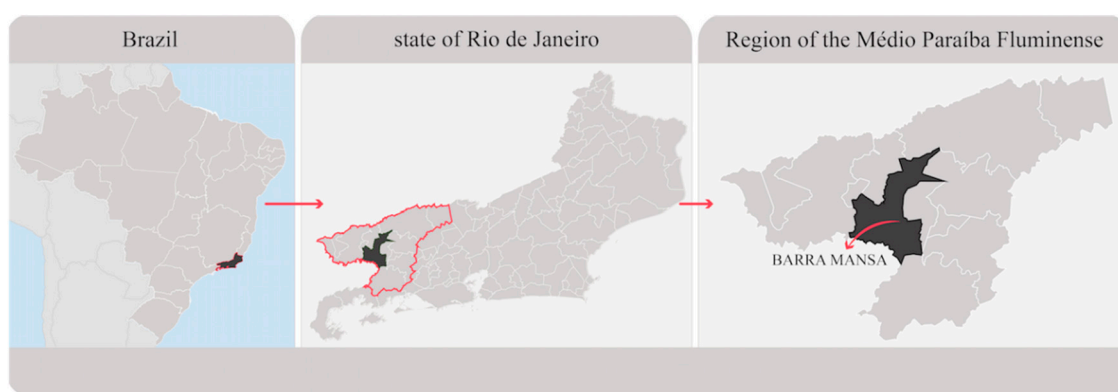 Brazil
state of Rio de Janeiro
Region of the Médio Paraíba Fluminense
BARRA MANSA